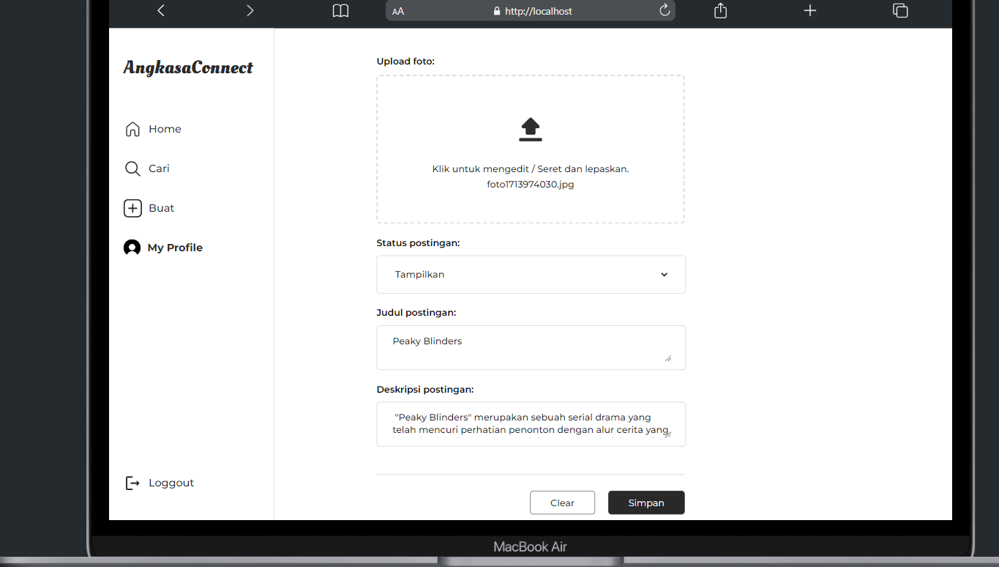 AA
http://localhost
AngkasaConnect
Home
Cari
Buat
My Profile
Loggout
Upload foto:
Klik untuk mengedit / Seret dan lepaskan.
foto1713974030.jpg
Status postingan:
Tampilkan
Judul postingan:
Peaky Blinders
Deskripsi postingan:
"Peaky Blinders" merupakan sebuah serial drama yang
telah mencuri perhatian penonton dengan alur cerita yang
Clear
Simpan
MacBook Air